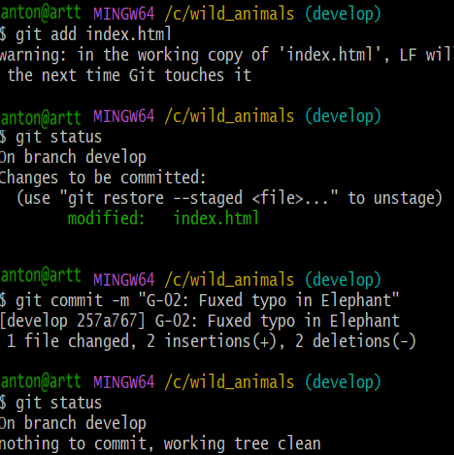 anton@artt MINGW64 /c/wild_animals (develop)
$ git add index.html
warning: in the working copy of 'index.html', LF wil
the next time Git touches it
anton@artt MINGW64 /c/wild_animals (develop)
$ git status
On branch develop
Changes to be committed:
(use "git restore --staged <file>..." to unstage)
modified: index.html
anton@artt MINGW64 /c/wild_animals (develop)
$ git commit -m "G-02: Fuxed typo in Elephant"
[develop 257a767] G-02: Fuxed typo in Elephant
1 file changed, 2 insertions(+), 2 deletions(-)
anton@artt MINGW64 /c/wild_animals (develop)
$ git status
On branch develop
nothing to commit, working tree clean